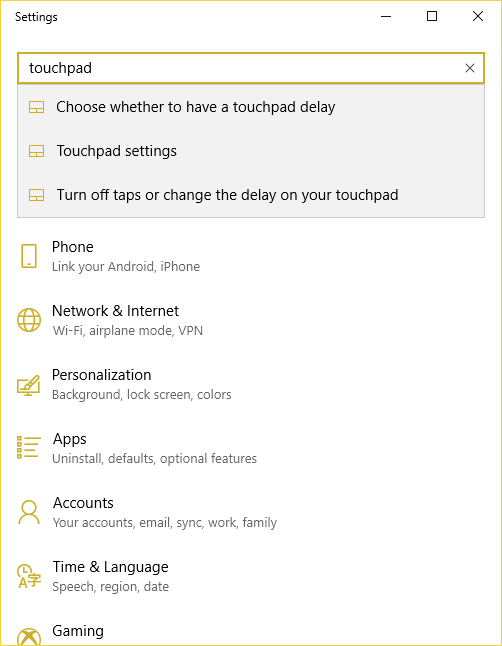 Settings
touchpad
Choose whether to have a touchpad delay
Touchpad settings
Turn off taps or change the delay on your touchpad
Phone
Link your Android, iPhone
Network & Internet
Wi-Fi, airplane mode, VPN
Personalization
Background, lock screen, colors
Apps
Uninstall, defaults, optional features
Accounts
Your accounts, email, sync, work, family
Time & Language
Speech, region, date
Gaming